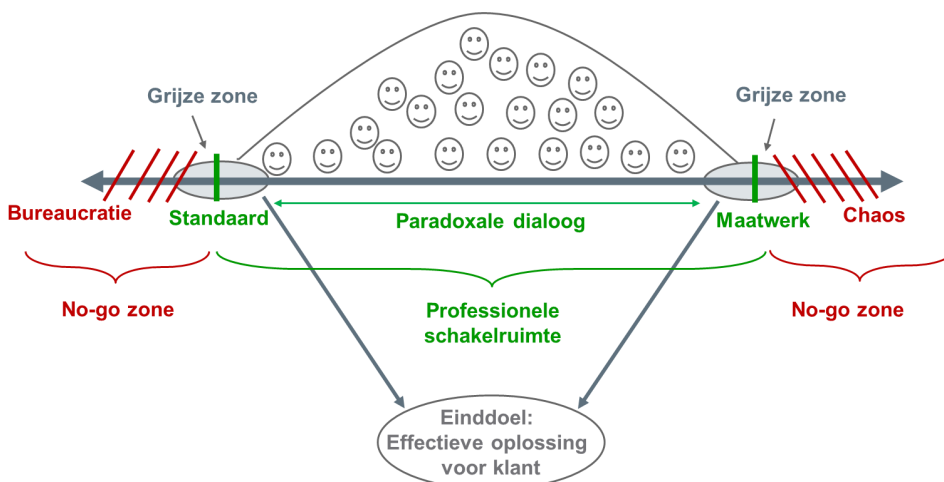 Grijze zone
Grijze zone
Bureaucratie
Standaard
Paradoxale dialoog
Maatwerk
Chaos
No-go zone
Professionele
schakelruimte
No-go zone
Einddoel:
Effectieve oplossing
voor klant